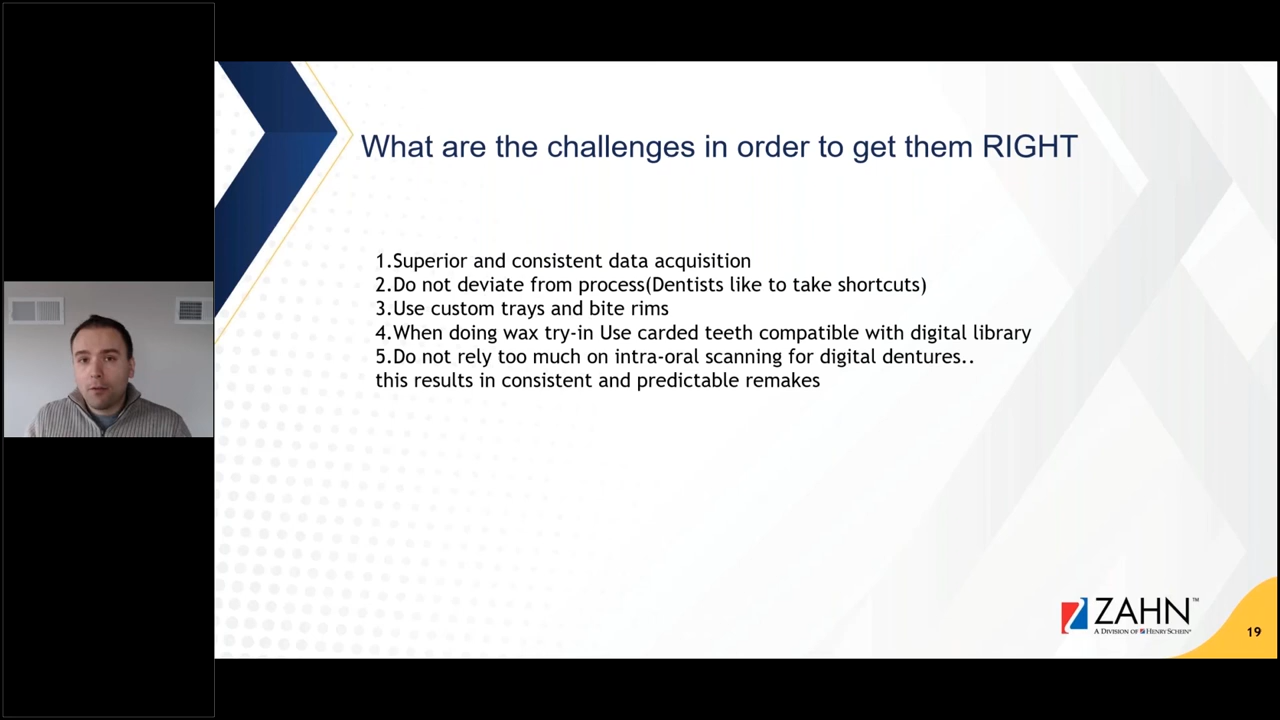 What are the challenges in order to get them RIGHT
1.Superior and consistent data acquisition
2.Do not deviate from process(Dentists like to take shortcuts)
3.Use custom trays and bite rims
4.When doing wax try-in Use carded teeth compatible with digital library
5.Do not rely too much on intra-oral scanning for digital dentures..
this results in consistent and predictable remakes
ZAHN™
A DIVISION OF HENRY SCHEIN®
19